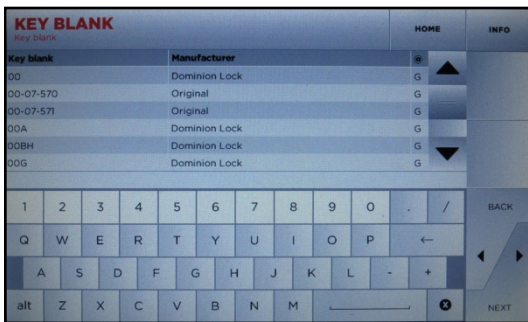 KEY BLANK
Key blank
HOME
INFO
Key blank Manufacturer
00 Dominion Lock G
00-07-570 Original G
00-07-571 Original G
00A Dominion Lock G
00BH Dominion Lock G
00G Dominion Lock G
1 2 3 4 5 6 7 8 9 0 . /
BACK
Q W E R T Y U I O P ←
A S D F G H J K L - +
alt Z X C V B N M
NEXT